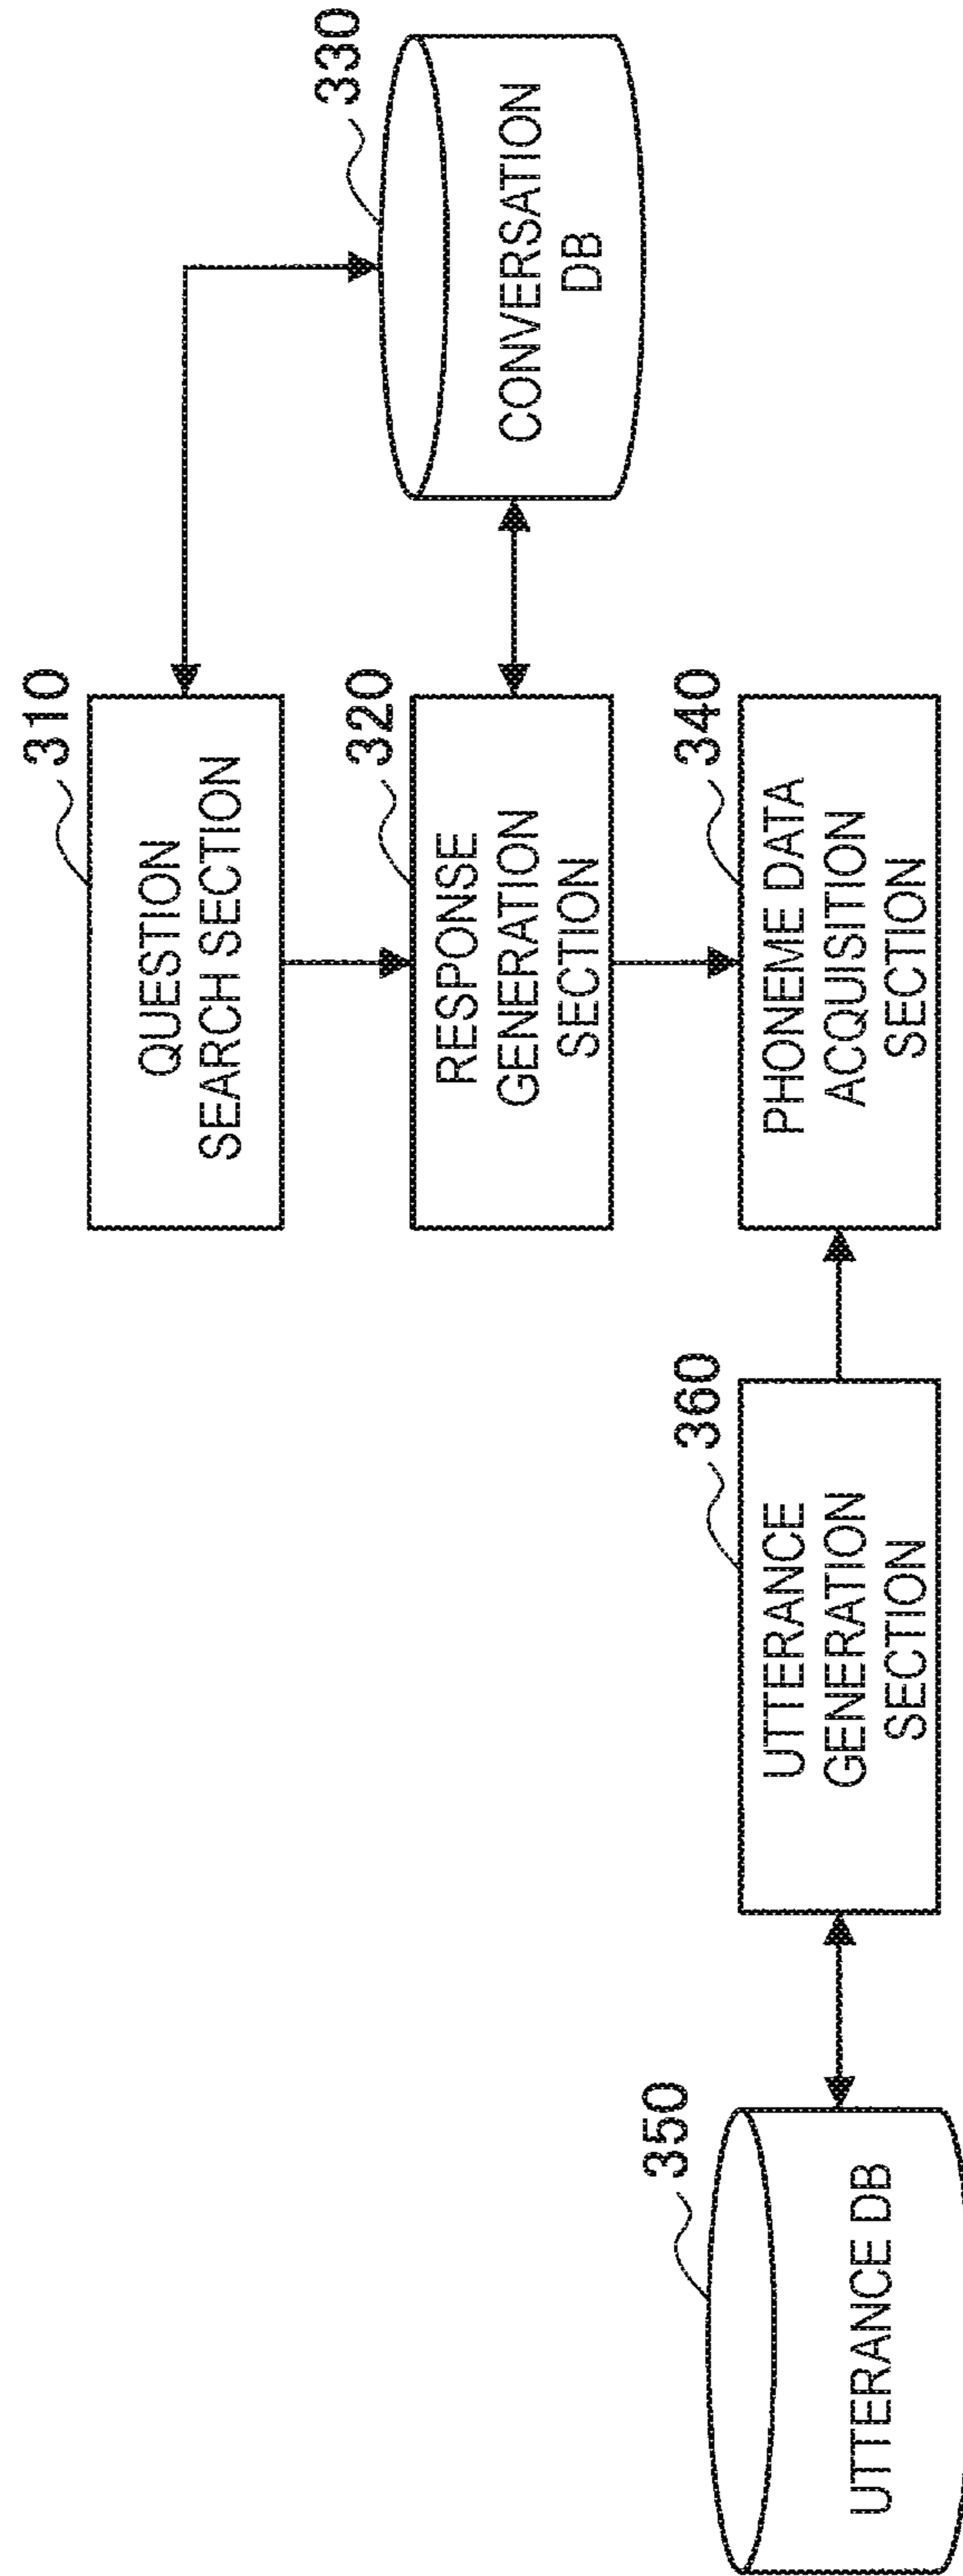 310
QUESTION
SEARCH SECTION
330
CONVERSATION
DB
320
RESPONSE
GENERATION
SECTION
350
UTTERANCE DB
360
UTTERANCE
GENERATION
SECTION
340
PHONEME DATA
ACQUISITION
SECTION